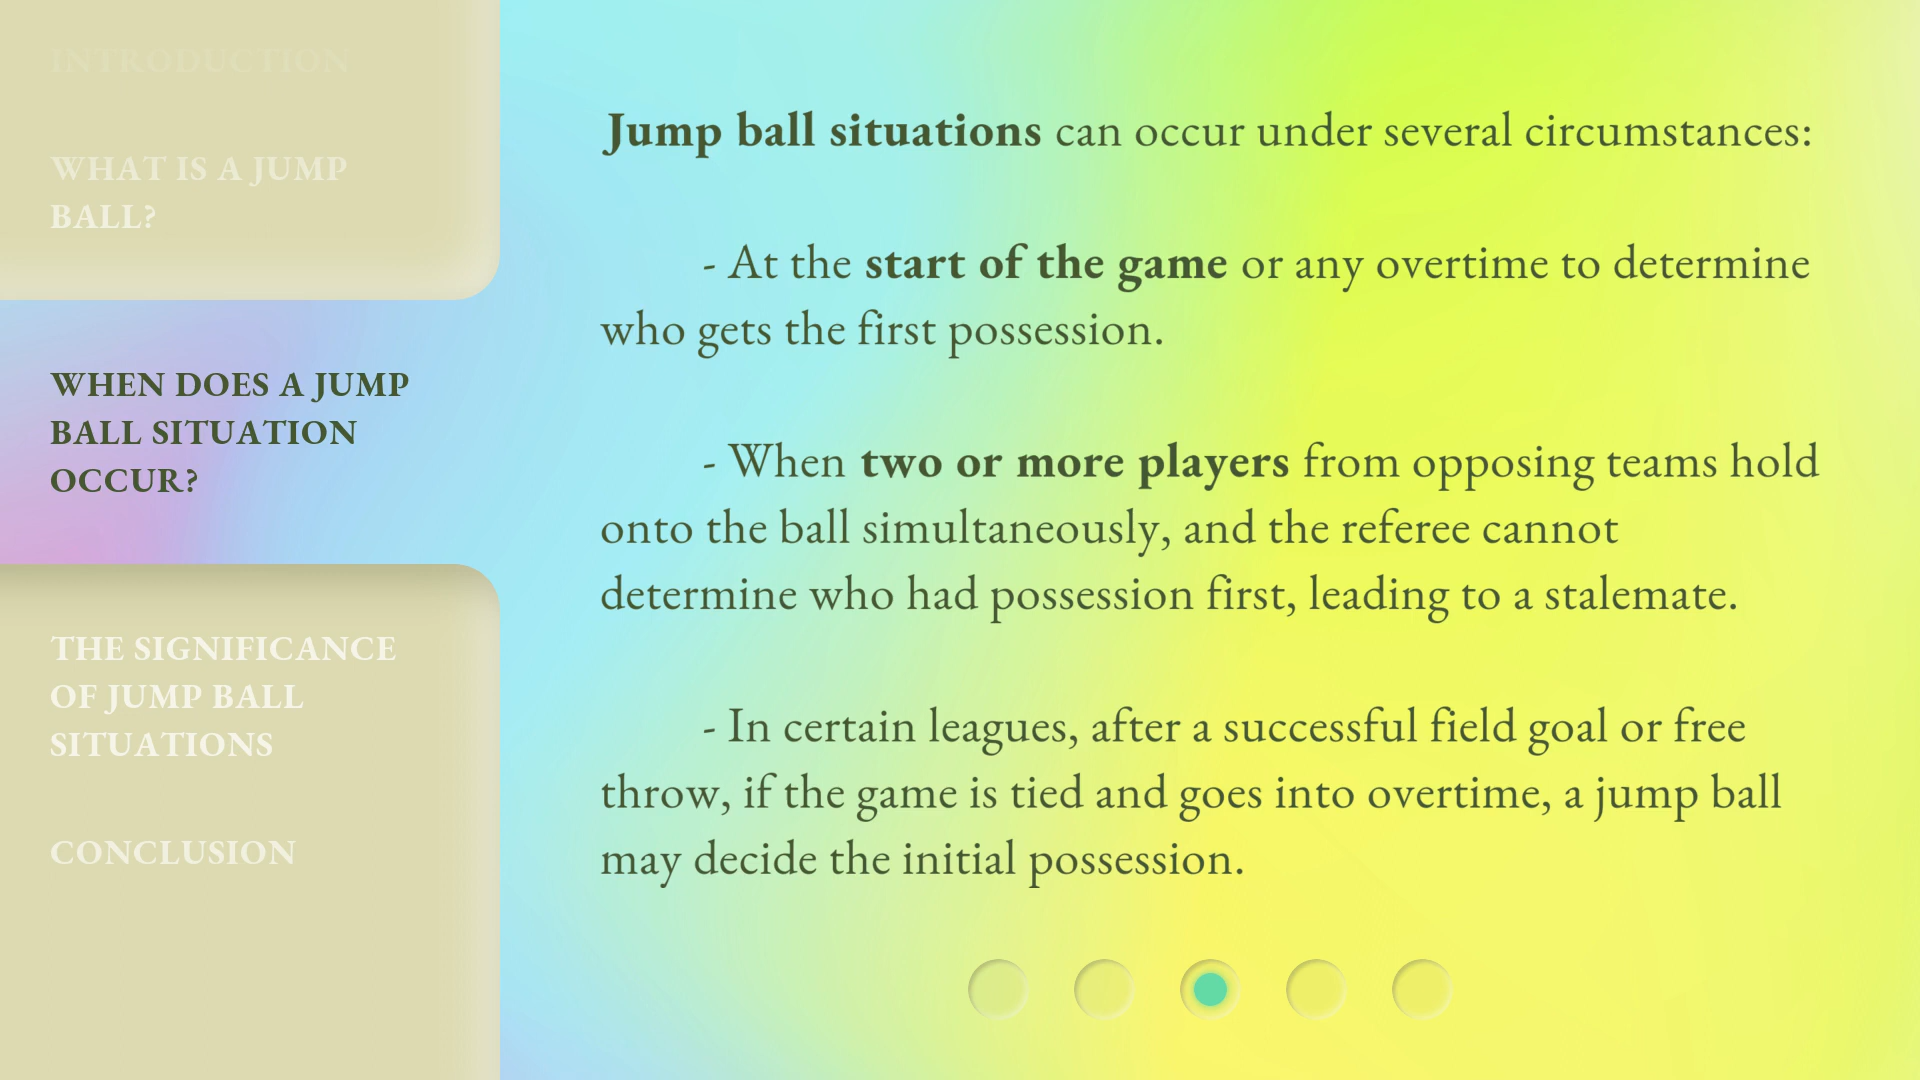 INTRODUCTION
WHAT IS A JUMP
BALL?
WHEN DOES A JUMP
BALL SITUATION
OCCUR?
THE SIGNIFICANCE
OF JUMP BALL
SITUATIONS
CONCLUSION
Jump ball situations can occur under several circumstances:
- At the start of the game or any overtime to determine
who gets the first possession.
- When two or more players from opposing teams hold
onto the ball simultaneously, and the referee cannot
determine who had possession first, leading to a stalemate.
- In certain leagues, after a successful field goal or free
throw, if the game is tied and goes into overtime, a jump ball
may decide the initial possession.